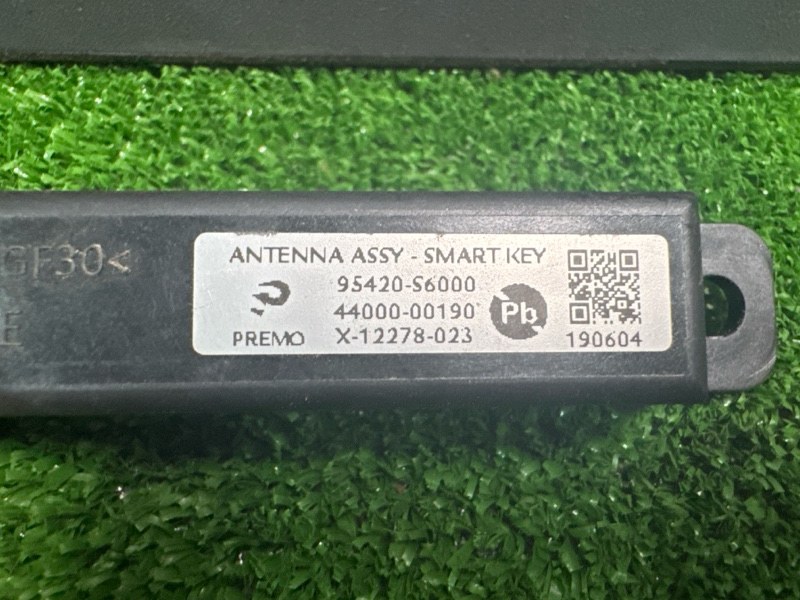 GF30<
E
ANTENNA ASSY - SMART KEY
95420-S6000
44000-00190
X-12278-023
PREMO
Pb
190604